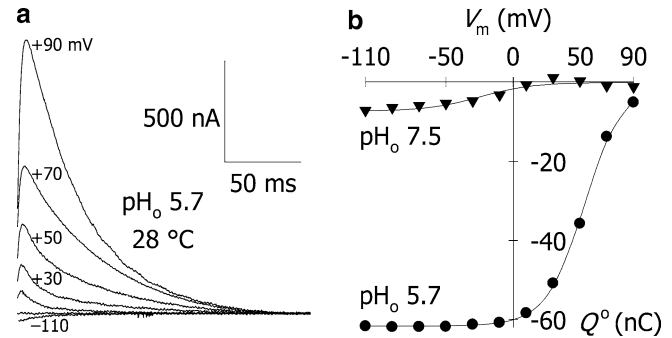 a
+90 mV
+70
+50
+30
−110
500 nA
50 ms
pHo 5.7
28 °C
b
Vm (mV)
-110 -50 0 50 90
pHo 7.5
-20
-40
pHo 5.7
-60 Qo (nC)